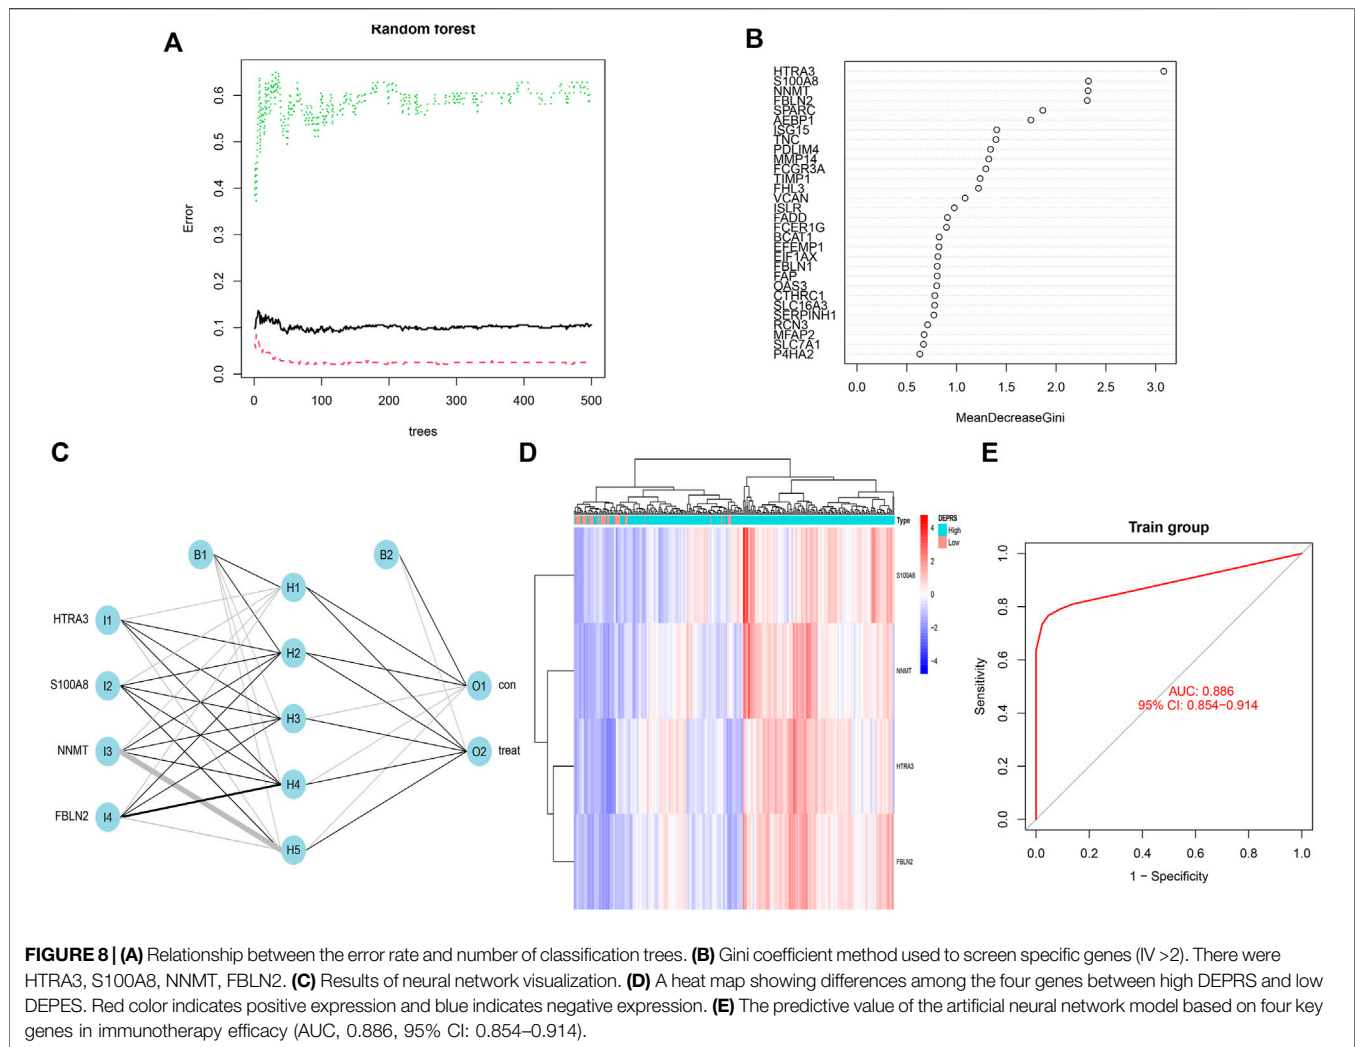 A
Random forest
Error
0.0
0.1
0.2
0.3
0.4
0.5
0.6
0 100 200 300 400 500
trees
B
HTRA3
S100A8
NNMT
FBLN2
SPARC
AEBP1
ISG15
TNC
PDLIM4
MMP14
FCGR3A
TIMP1
FHL3
VCAN
ISLR
FADD
FCER1G
BCAT1
EFEMP1
EIF1AX
FBLN1
FAP
OAS3
CTHRC1
SLC16A3
SERPINH1
RCN3
MFAP2
SLC7A1
P4HA2
0.0 0.5 1.0 1.5 2.0 2.5 3.0
MeanDecreaseGini
C
B1 B2
H1
HTRA3 I1
H2
S100A8 I2 O1 con
H3
NNMT I3 O2 treat
H4
FBLN2 I4
H5
D
Type
S100A8
NNMT
HTRA3
FBLN2
4
2
0
−2
−4
DEPRS
High
Low
E
Train group
Sensitivity
1.0
0.8
0.6
0.4
0.2
0.0
AUC: 0.886
95% CI: 0.854−0.914
0.0 0.2 0.4 0.6 0.8 1.0
1 − Specificity
FIGURE 8 | (A) Relationship between the error rate and number of classification trees. (B) Gini coefficient method used to screen specific genes (IV >2). There were
HTRA3, S100A8, NNMT, FBLN2. (C) Results of neural network visualization. (D) A heat map showing differences among the four genes between high DEPRS and low
DEPES. Red color indicates positive expression and blue indicates negative expression. (E) The predictive value of the artificial neural network model based on four key
genes in immunotherapy efficacy (AUC, 0.886, 95% CI: 0.854–0.914).